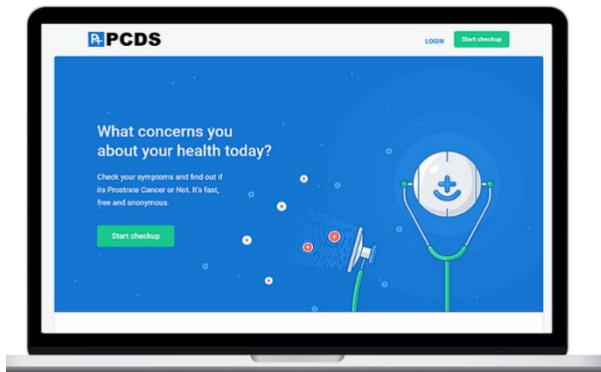 PCDS
LOGIN
Start checkup
What concerns you
about your health today?
Check your symptoms and find out if
its Prostrate Cancer or Not. It's fast,
free and anonymous.
Start checkup